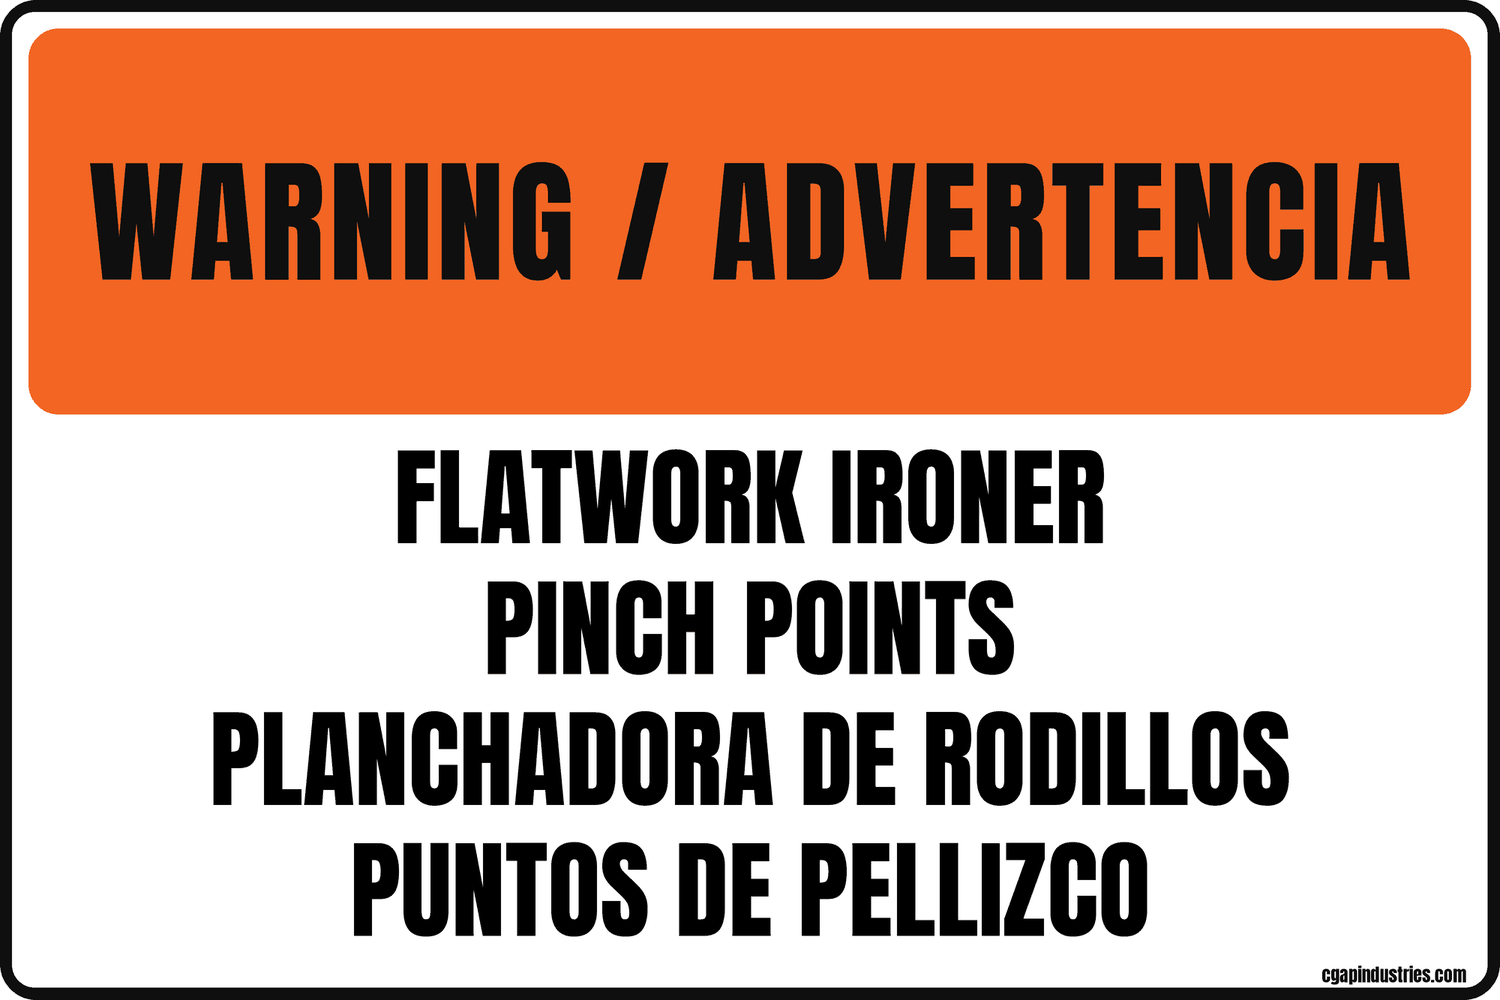 WARNING / ADVERTENCIA
FLATWORK IRONER
PINCH POINTS
PLANCHADORA DE RODILLOS
PUNTOS DE PELLIZCO
cgapindustries.com